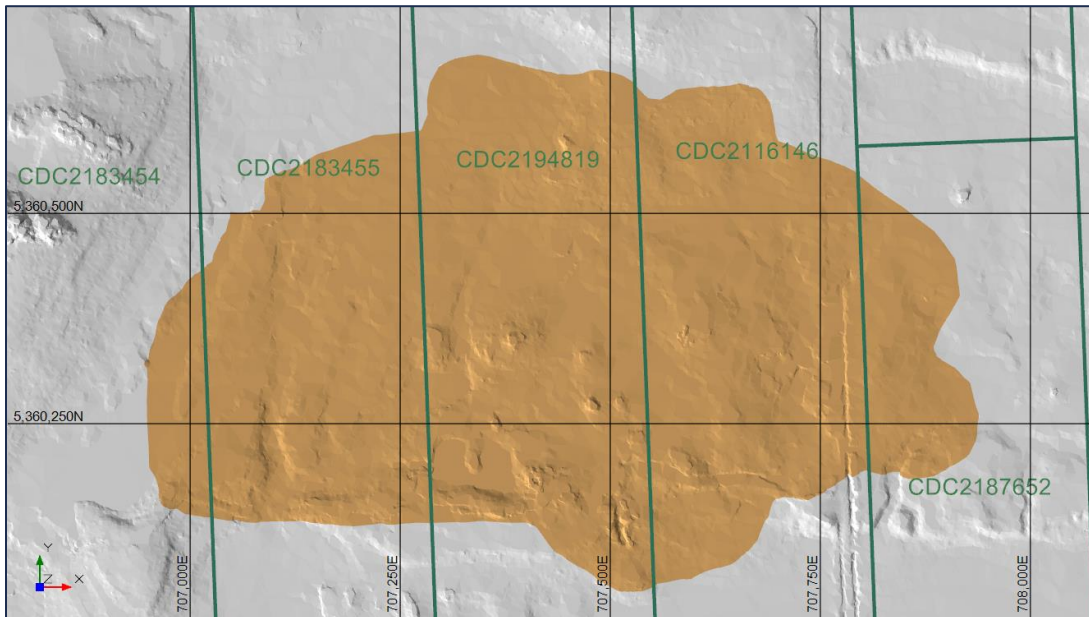 CDC2116146
CDC2194819
CDC2183455
CDC2183454
5,360,500N
5,360,250N
CDC2187652
707,000E
707,250E
707,500E
707,750E
708,000E
Y
Z
X